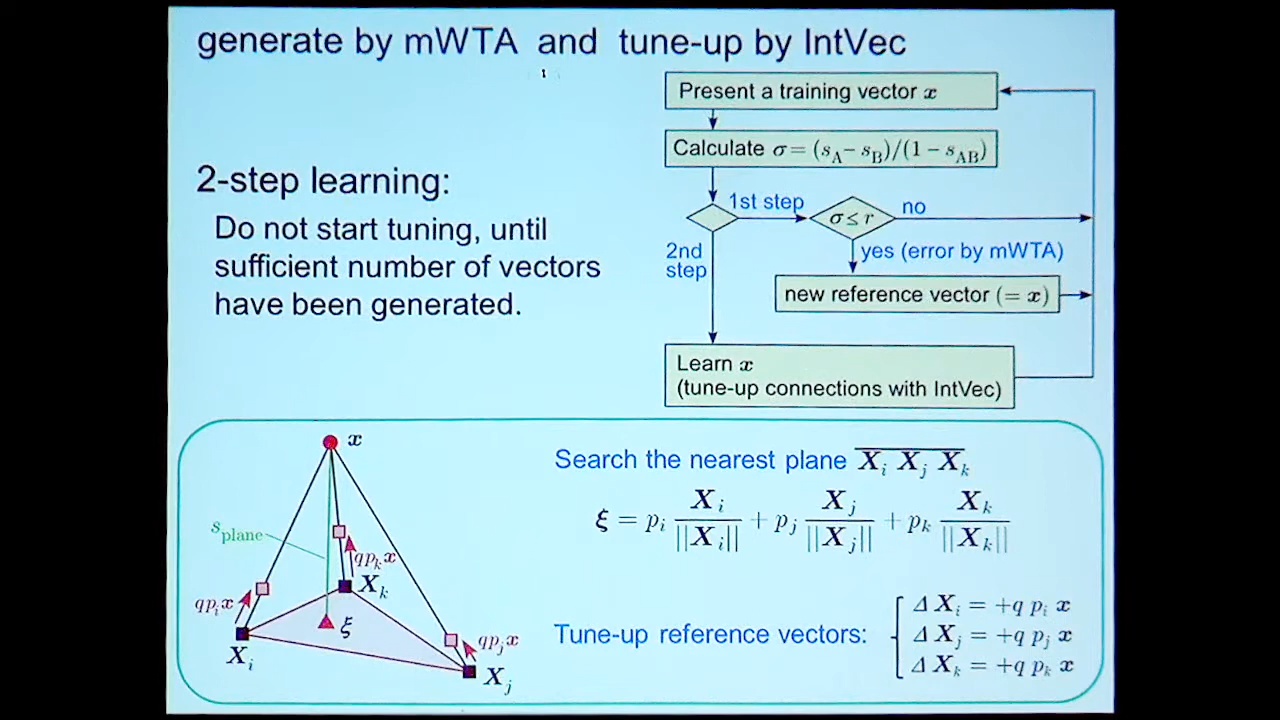 generate by mWTA and tune-up by IntVec
2-step learning:
Do not start tuning, until
sufficient number of vectors
have been generated.
Present a training vector x
Calculate σ = (s_A − s_B)/(1 − s_AB)
1st step
σ ≤ r
no
2nd
step
yes (error by mWTA)
new reference vector (= x)
Learn x
(tune-up connections with IntVec)
x
s_plane
qp_k x
X_k
qp_i x
ξ
qp_j x
X_i
X_j
Search the nearest plane X_i X_j X_k
ξ = p_i X_i/||X_i|| + p_j X_j/||X_j|| + p_k X_k/||X_k||
Tune-up reference vectors:
Δ X_i = +q p_i x
Δ X_j = +q p_j x
Δ X_k = +q p_k x